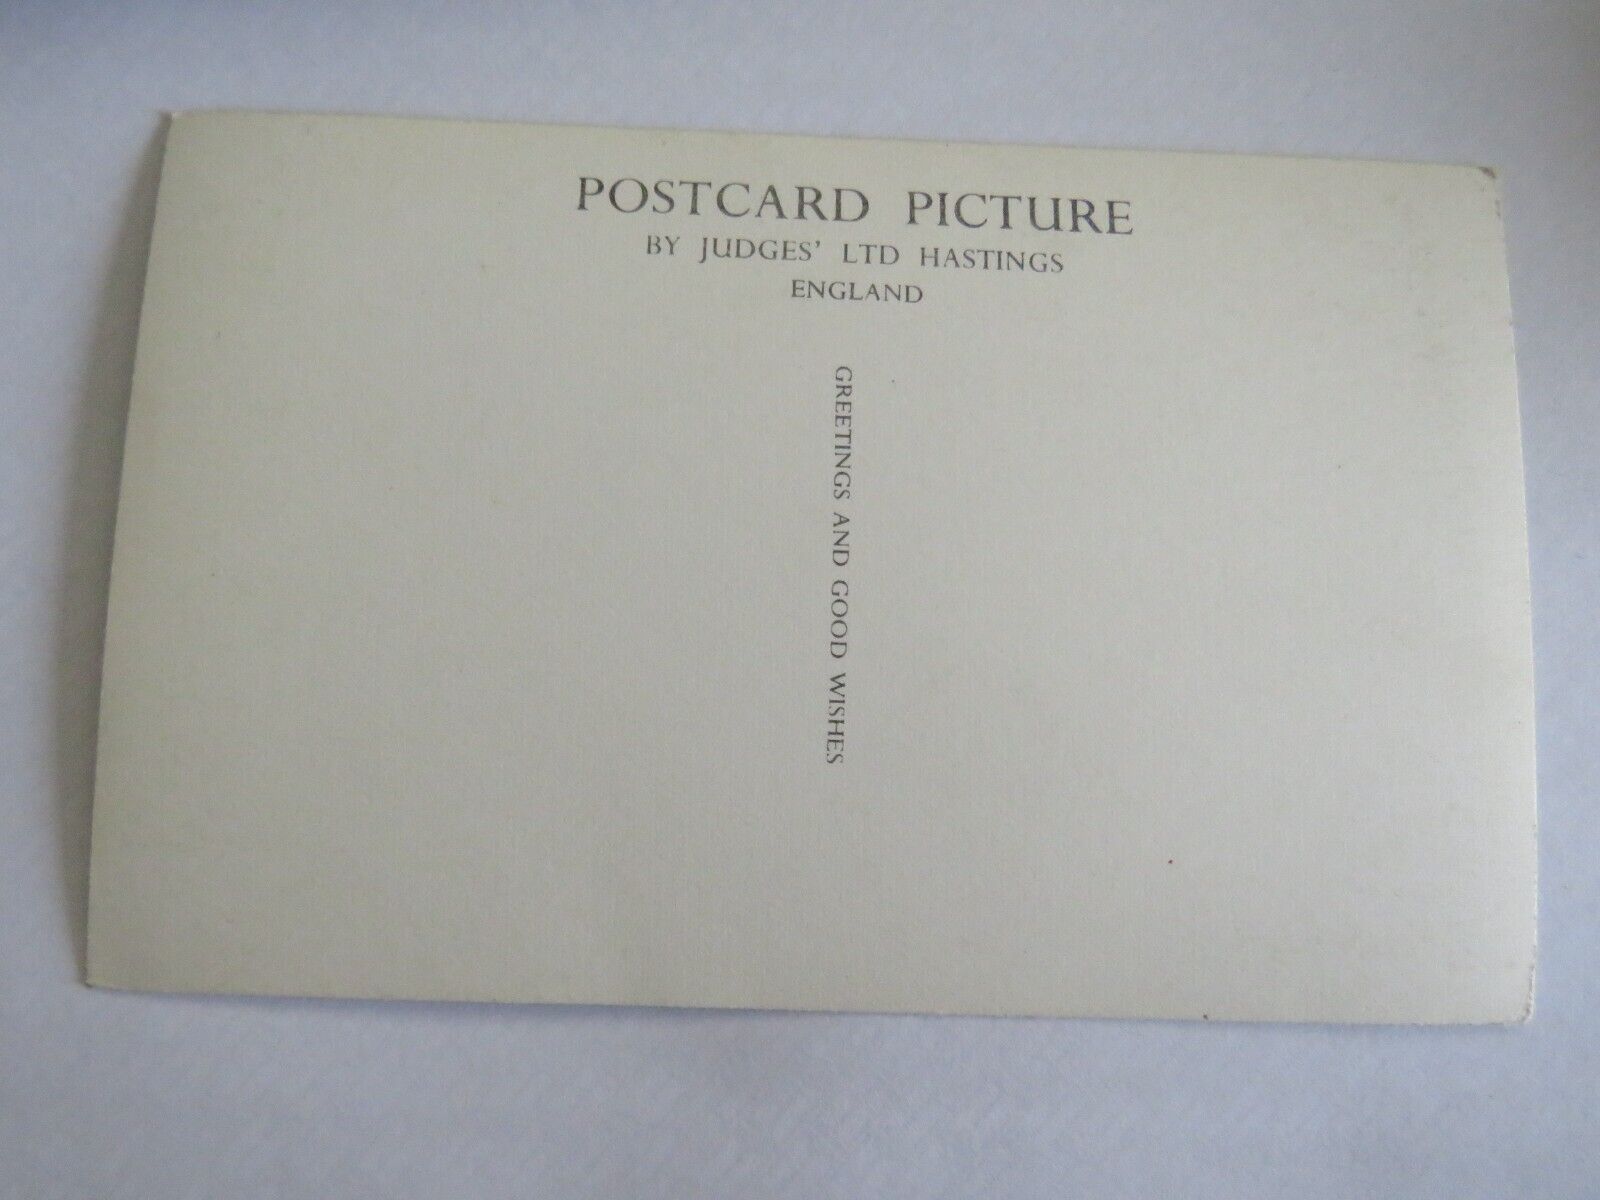 POSTCARD PICTURE
BY JUDGES' LTD HASTINGS
ENGLAND
GREETINGS AND GOOD WISHES